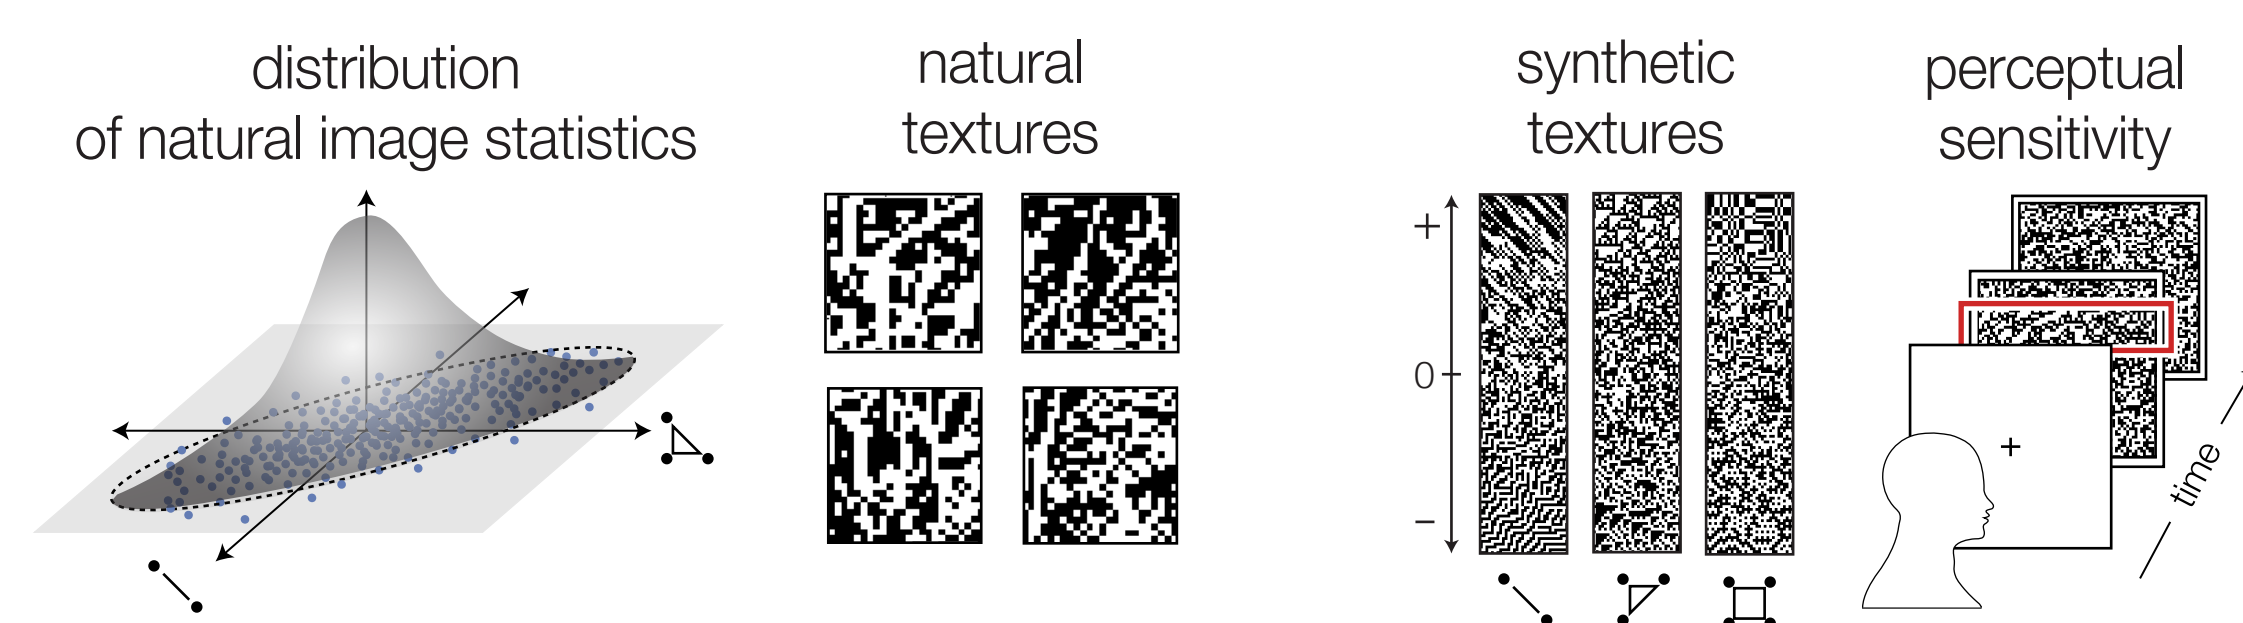 distribution
of natural image statistics
natural
textures
synthetic
textures
perceptual
sensitivity
+
0
−
+
time